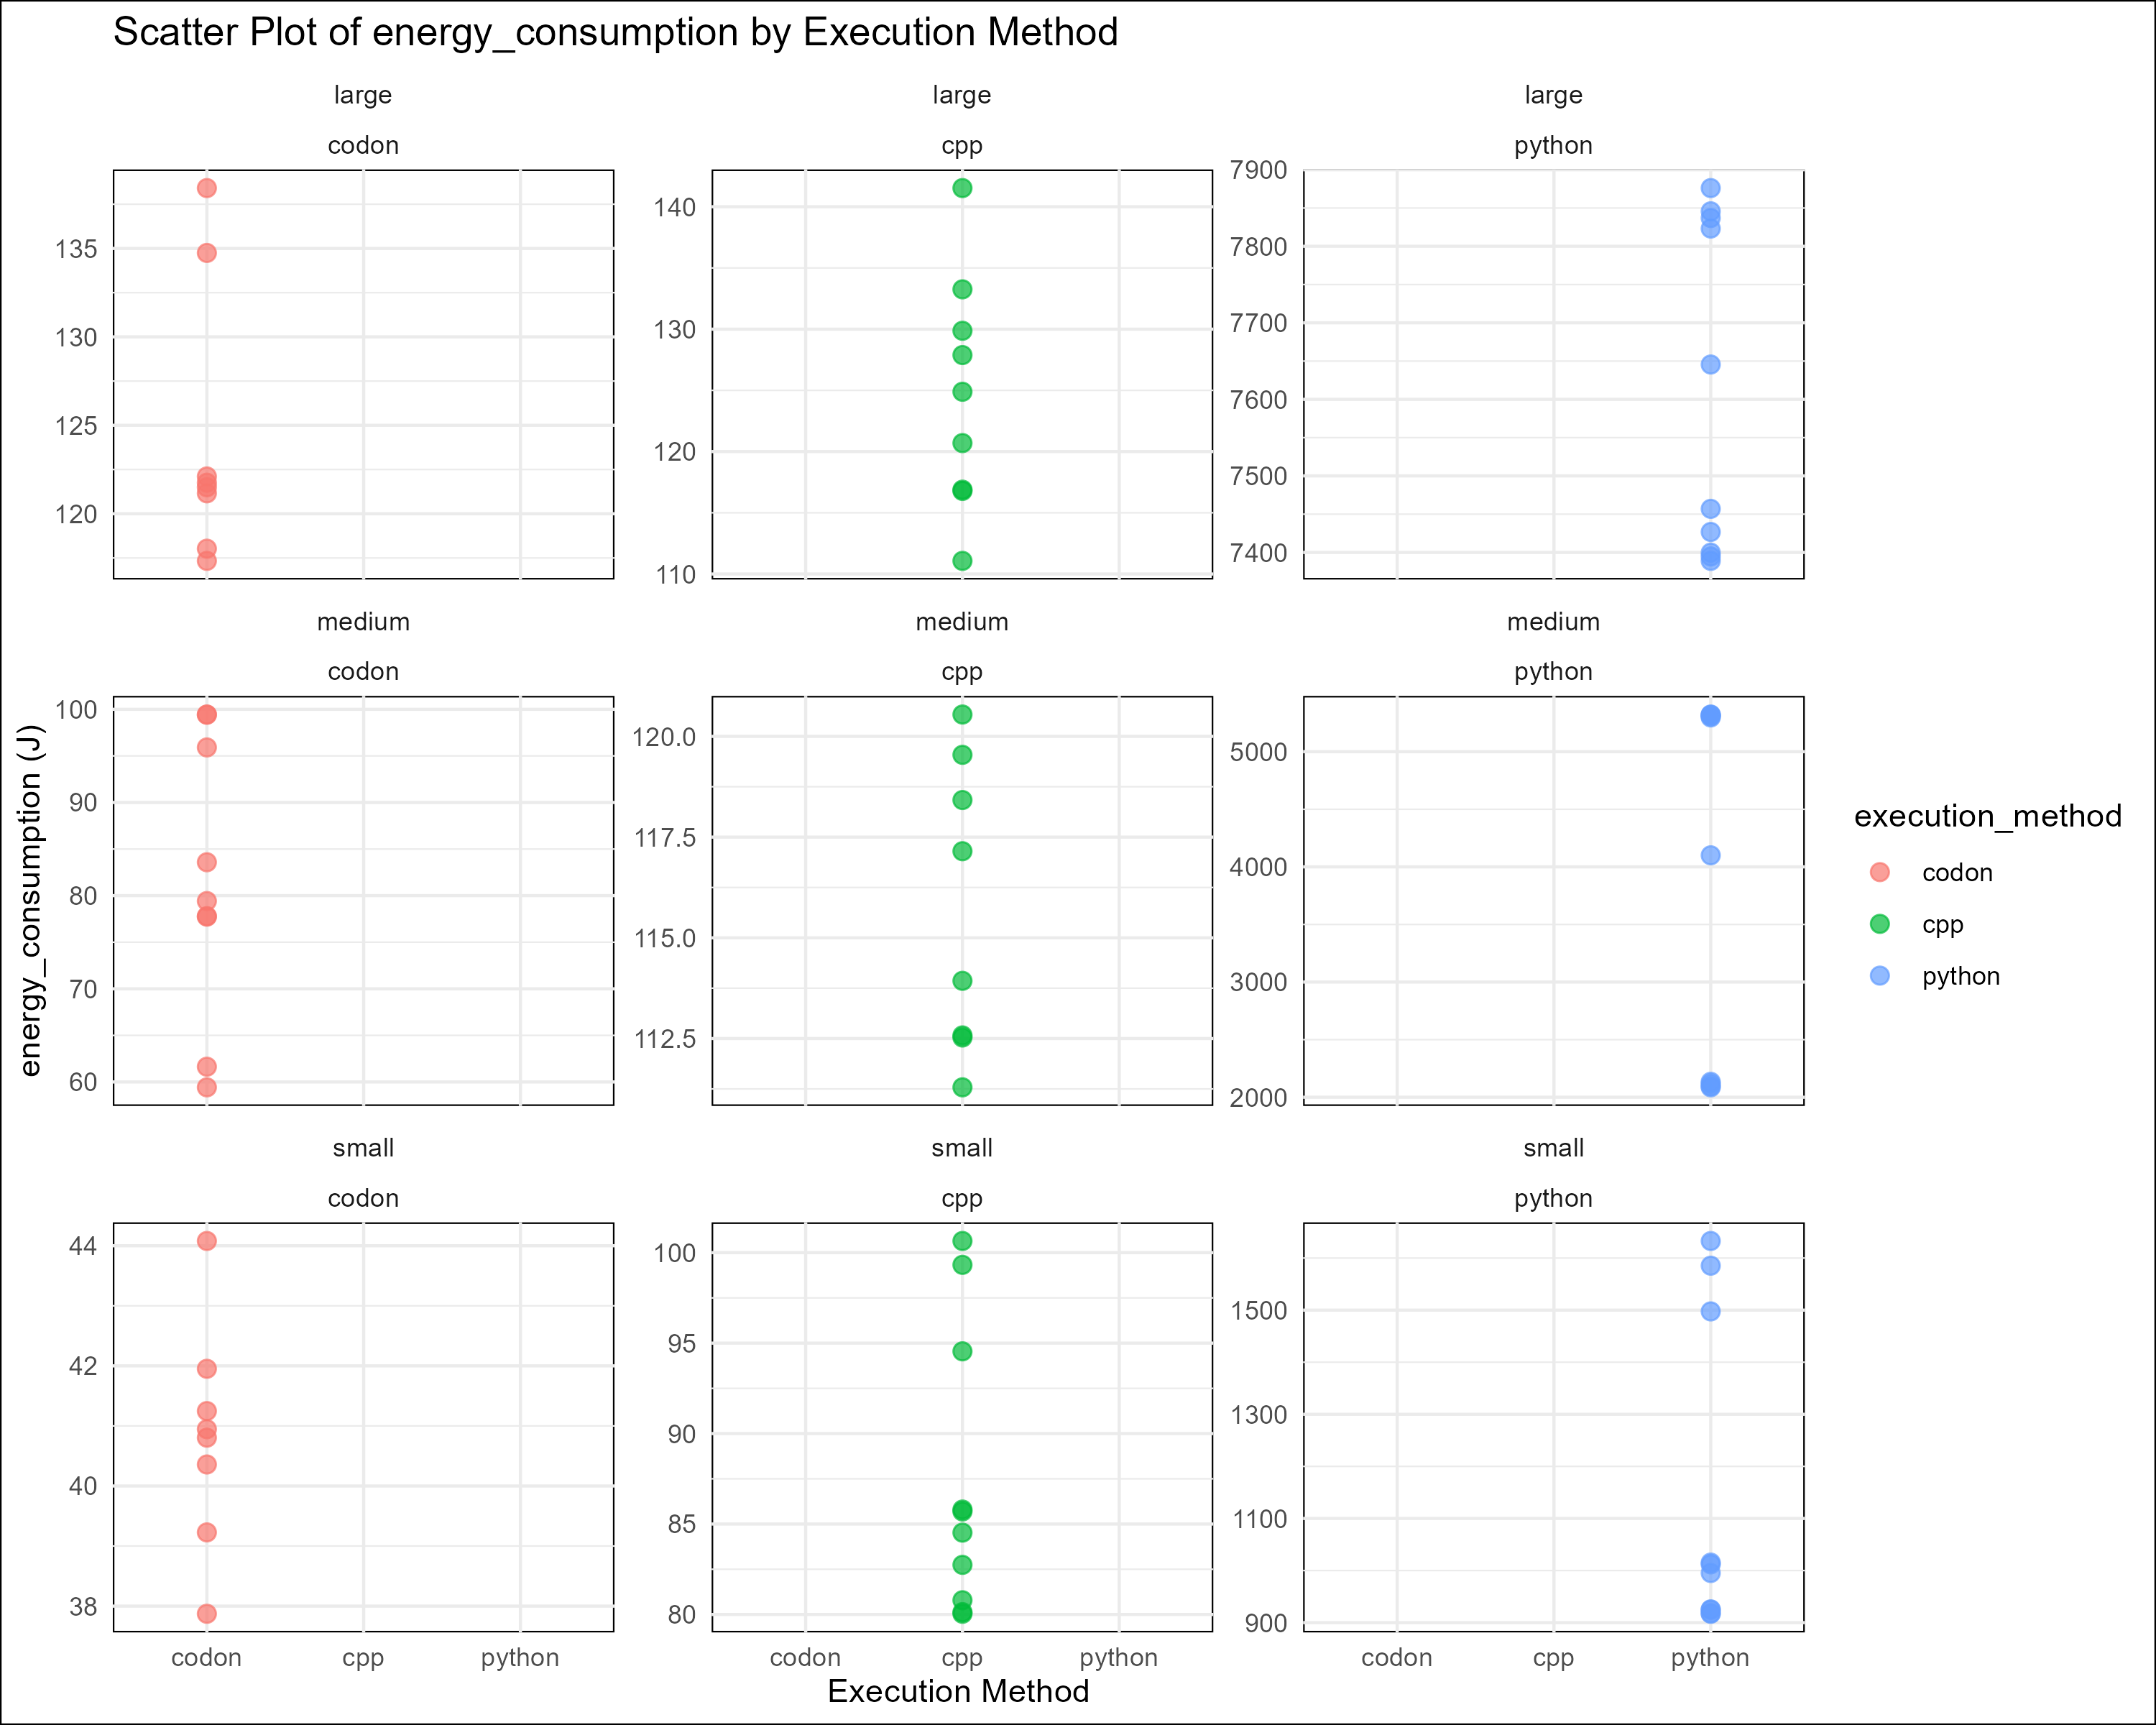 Scatter Plot of energy_consumption by Execution Method
large
codon
135
130
125
120
large
cpp
140
130
120
110
large
python
7900
7800
7700
7600
7500
7400
medium
codon
100
90
80
70
60
medium
cpp
120.0
117.5
115.0
112.5
medium
python
5000
4000
3000
2000
small
codon
44
42
40
38
small
cpp
100
95
90
85
80
small
python
1500
1300
1100
900
codon cpp python
codon cpp python
codon cpp python
Execution Method
energy_consumption (J)
execution_method
codon
cpp
python